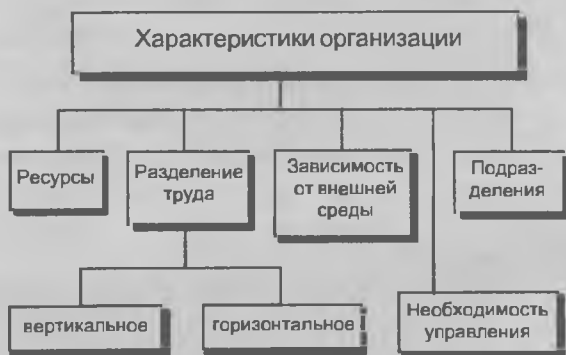 Характеристики организации
Ресурсы
Разделение
труда
Зависимость
от внешней
среды
Подраз-
деления
вертикальное
горизонтальное
Необходимость
управления